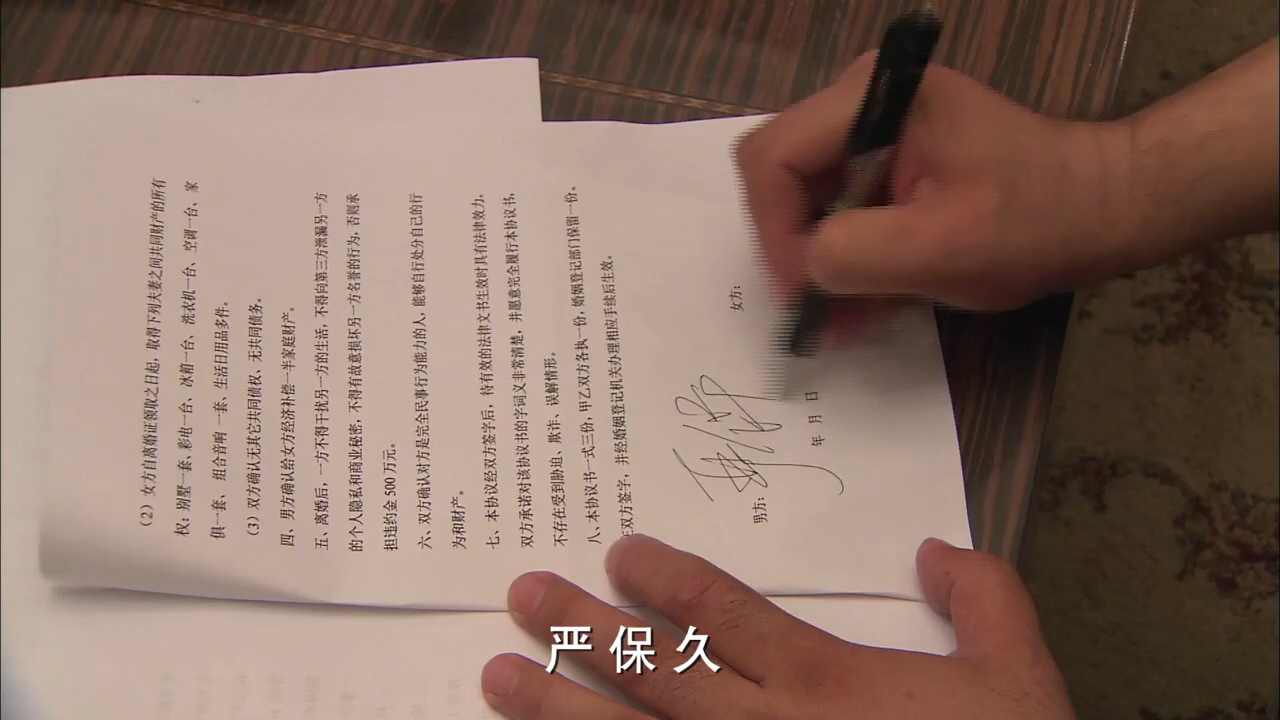 （2）女方自离婚证领取之日起，取得下列夫妻之间共同财产的所有
权：别墅一套、彩电一台、冰箱一台、洗衣机一台、空调一台、家
俱一套、组合音响 一套、生活日用品多件。
（3）双方确认无其它共同债权、无共同债务。
四、男方确认给女方经济补偿一半家庭财产。
五、离婚后，一方不得干扰另一方的生活，不得向第三方泄漏另一方
的个人隐私和商业秘密，不得有故意损坏另一方名誉的行为，否则承
担违约金 500 万元。
六、双方确认对方是完全民事行为能力的人，能够自行处分自己的行
为和财产。
七、本协议经双方签字后，待有效的法律文书生效时具有法律效力，
双方承诺对该协议书的字词义非常清楚，并愿意完全履行本协议书，
不存在受到胁迫、欺诈、误解情形。
八、本协议书一式三份，甲乙双方各执一份，婚姻登记部门保留一份。
双方签字，并经婚姻登记机关办理相应手续后生效。
男方： 女方：
年 月 日
严保久